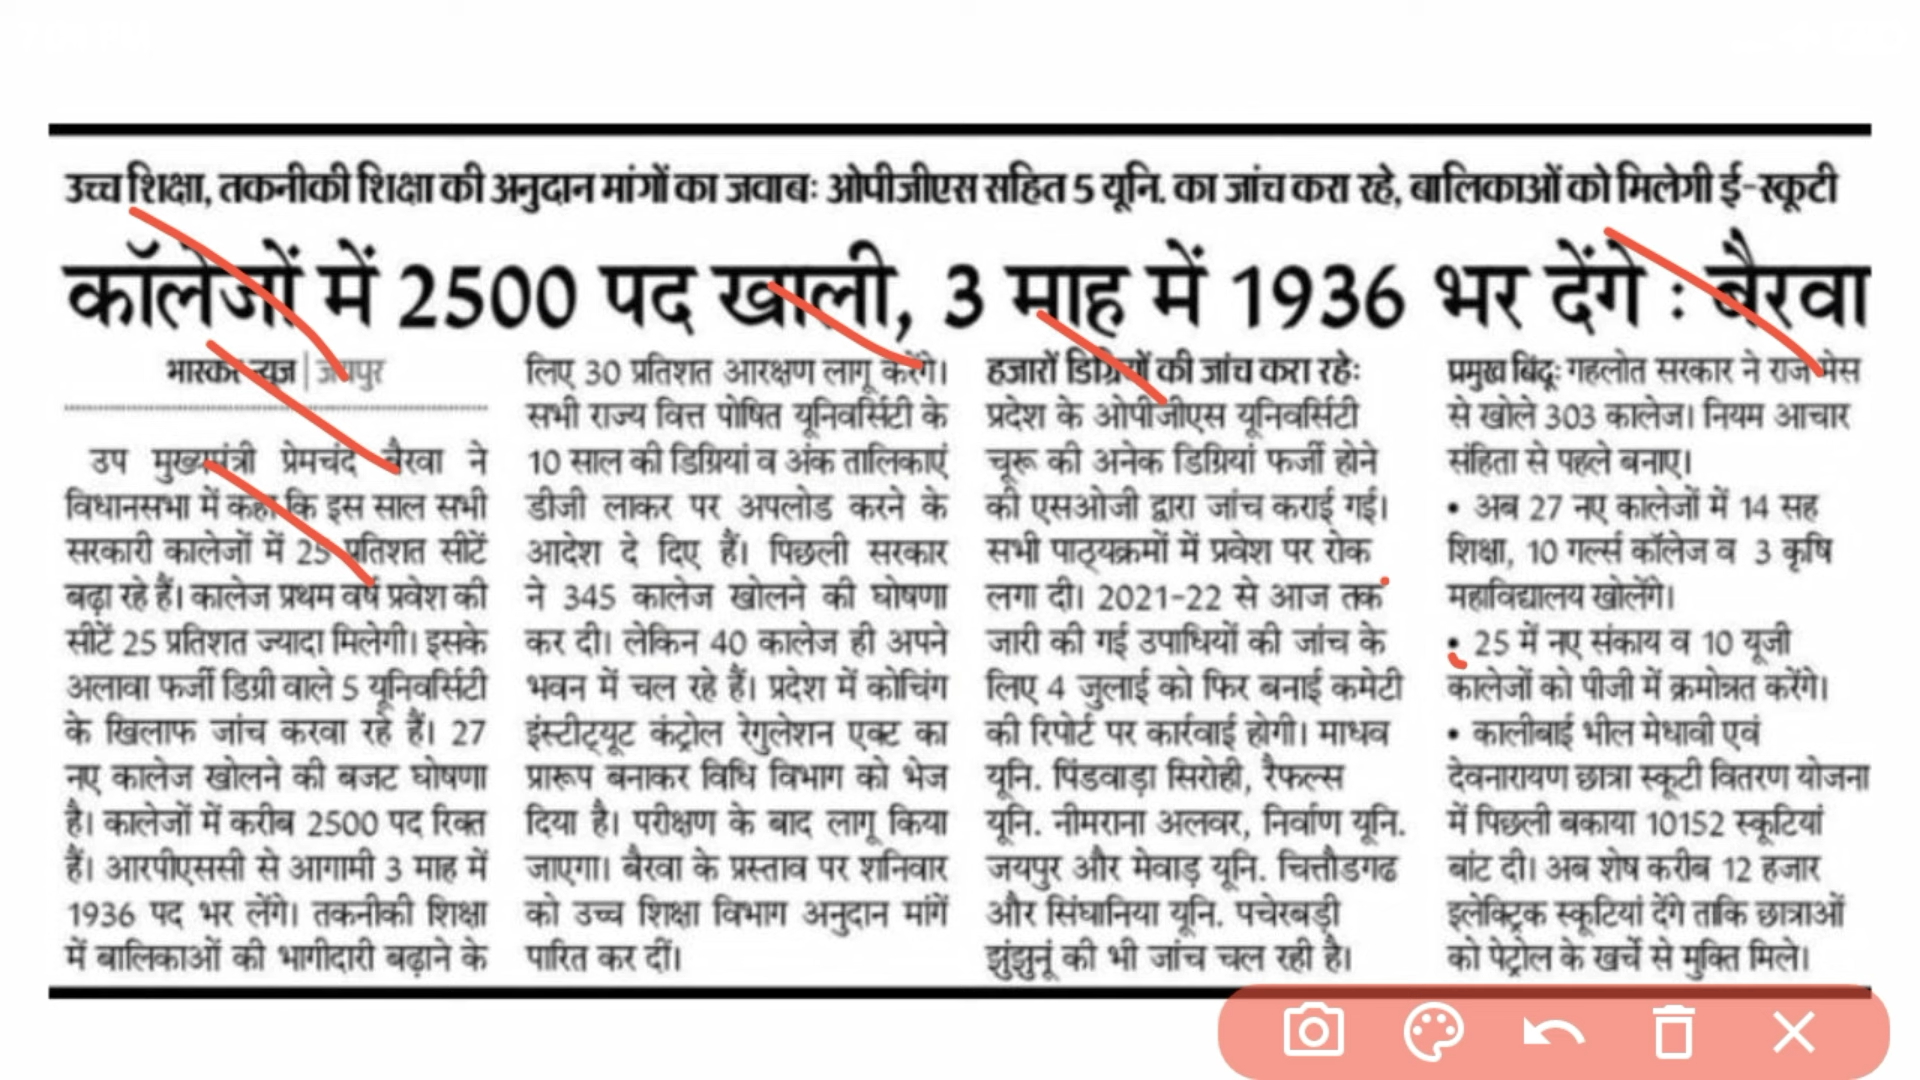 उच्च शिक्षा, तकनीकी शिक्षा की अनुदान मांगों का जवाबः ओपीजीएस सहित 5 यूनि. का जांच करा रहे, बालिकाओं को मिलेगी ई-स्कूटी
कॉलेजों में 2500 पद खाली, 3 माह में 1936 भर देंगे : बैरवा
भास्कर न्यूज | जयपुर
उप मुख्यमंत्री प्रेमचंद बैरवा ने
विधानसभा में कहा कि इस साल सभी
सरकारी कालेजों में 25 प्रतिशत सीटें
बढ़ा रहे हैं। कालेज प्रथम वर्ष प्रवेश की
सीटें 25 प्रतिशत ज्यादा मिलेगी। इसके
अलावा फर्जी डिग्री वाले 5 यूनिवर्सिटी
के खिलाफ जांच करवा रहे हैं। 27
नए कालेज खोलने की बजट घोषणा
है। कालेजों में करीब 2500 पद रिक्त
हैं। आरपीएससी से आगामी 3 माह में
1936 पद भर लेंगे। तकनीकी शिक्षा
में बालिकाओं की भागीदारी बढ़ाने के
लिए 30 प्रतिशत आरक्षण लागू करेंगे।
सभी राज्य वित्त पोषित यूनिवर्सिटी के
10 साल की डिग्रियां व अंक तालिकाएं
डीजी लाकर पर अपलोड करने के
आदेश दे दिए हैं। पिछली सरकार
ने 345 कालेज खोलने की घोषणा
कर दी। लेकिन 40 कालेज ही अपने
भवन में चल रहे हैं। प्रदेश में कोचिंग
इंस्टीट्यूट कंट्रोल रेगुलेशन एक्ट का
प्रारूप बनाकर विधि विभाग को भेज
दिया है। परीक्षण के बाद लागू किया
जाएगा। बैरवा के प्रस्ताव पर शनिवार
को उच्च शिक्षा विभाग अनुदान मांगें
पारित कर दीं।
हजारों डिग्रियों की जांच करा रहेः
प्रदेश के ओपीजीएस यूनिवर्सिटी
चूरू की अनेक डिग्रियां फर्जी होने
की एसओजी द्वारा जांच कराई गई।
सभी पाठ्यक्रमों में प्रवेश पर रोक
लगा दी। 2021-22 से आज तक
जारी की गई उपाधियों की जांच के
लिए 4 जुलाई को फिर बनाई कमेटी
की रिपोर्ट पर कार्रवाई होगी। माधव
यूनि. पिंडवाड़ा सिरोही, रैफल्स
यूनि. नीमराना अलवर, निर्वाण यूनि.
जयपुर और मेवाड़ यूनि. चित्तौडगढ
और सिंघानिया यूनि. पचेरबड़ी
झुंझुनूं की भी जांच चल रही है।
प्रमुख बिंदूः गहलोत सरकार ने राजमेस
से खोले 303 कालेज। नियम आचार
संहिता से पहले बनाए।
• अब 27 नए कालेजों में 14 सह
शिक्षा, 10 गर्ल्स कॉलेज व 3 कृषि
महाविद्यालय खोलेंगे।
• 25 में नए संकाय व 10 यूजी
कालेजों को पीजी में क्रमोन्नत करेंगे।
• कालीबाई भील मेधावी एवं
देवनारायण छात्रा स्कूटी वितरण योजना
में पिछली बकाया 10152 स्कूटियां
बांट दी। अब शेष करीब 12 हजार
इलेक्ट्रिक स्कूटियां देंगे ताकि छात्राओं
को पेट्रोल के खर्चे से मुक्ति मिले।